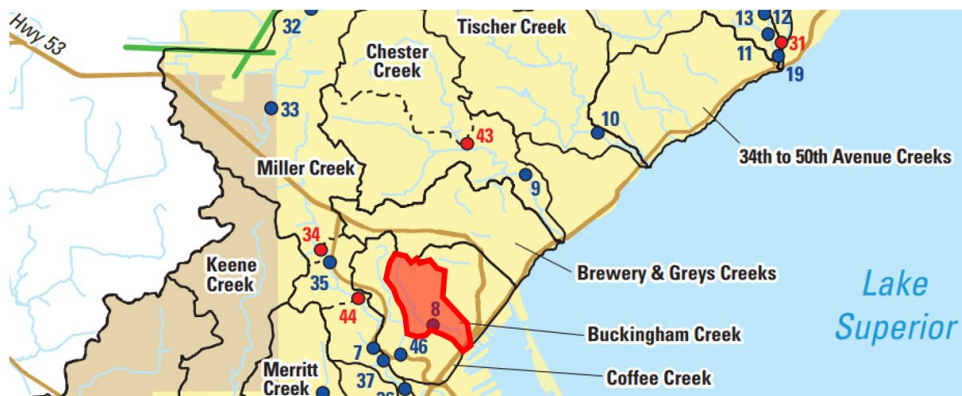 Hwy 53
32
Tischer Creek
13
12
31
11
19
Chester
Creek
33
43
10
34th to 50th Avenue Creeks
Miller Creek
9
34
35
Keene
Creek
Brewery & Greys Creeks
Lake
Superior
44
8
Buckingham Creek
7
46
Merritt
Creek
37
Coffee Creek